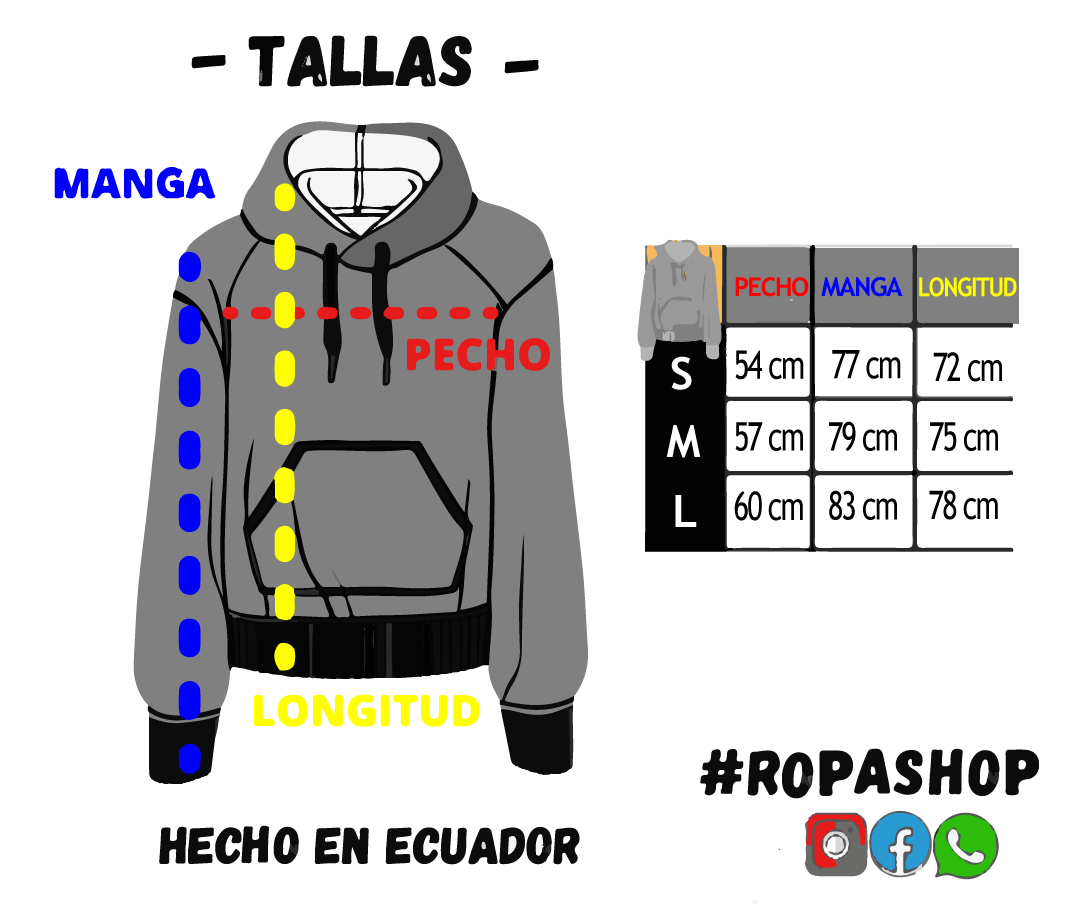 - TALLAS -
MANGA
PECHO
LONGITUD
HECHO EN ECUADOR
PECHO MANGA LONGITUD
S 54 cm 77 cm 72 cm
M 57 cm 79 cm 75 cm
L 60 cm 83 cm 78 cm
#ROPASHOP